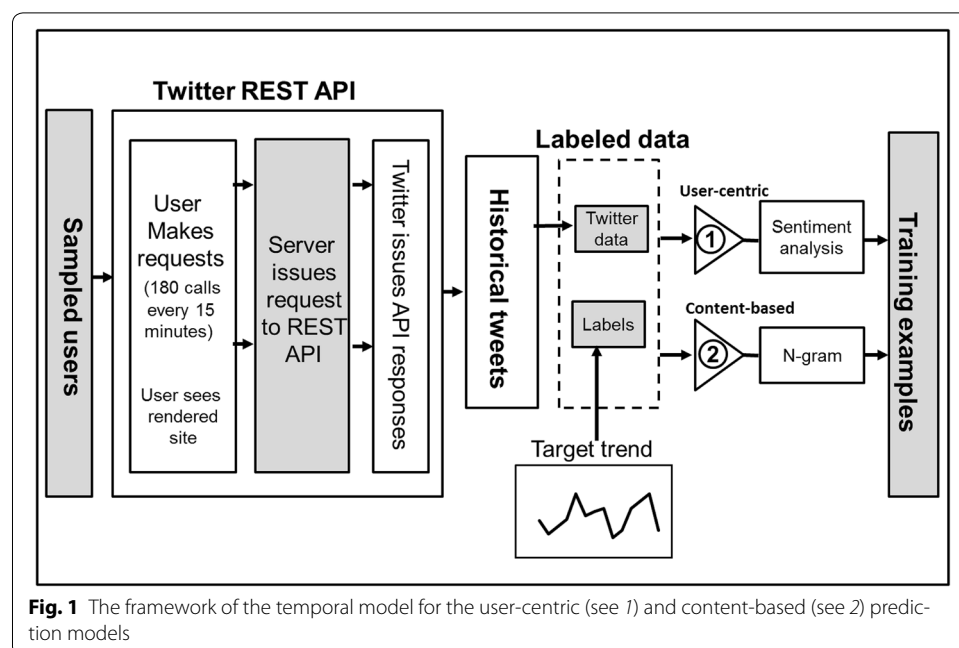 Twitter REST API
Sampled users
User
Makes
requests
(180 calls
every 15
minutes)
User sees
rendered
site
Server
issues
request
to REST
API
Twitter issues API responses
Historical tweets
Labeled data
Twitter
data
Labels
Target trend
User-centric
1
Sentiment
analysis
Content-based
2
N-gram
Training examples
Fig. 1 The framework of the temporal model for the user-centric (see 1) and content-based (see 2) predic-
tion models